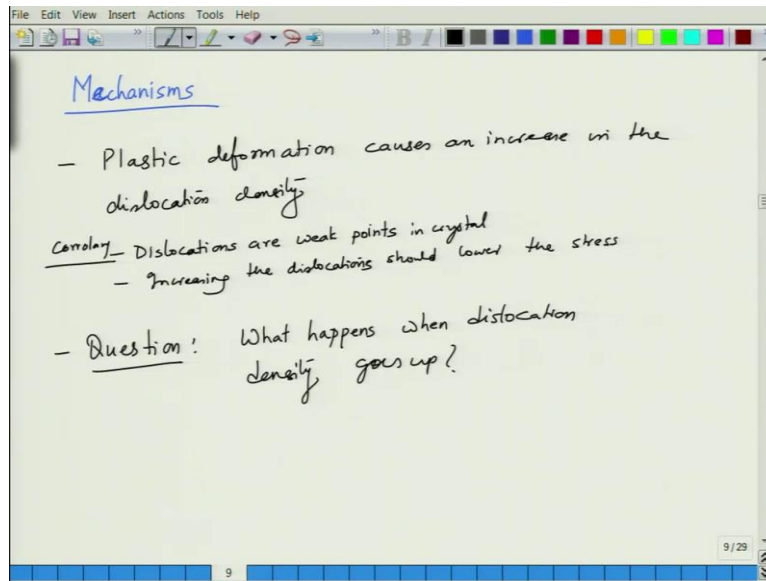 File Edit View Insert Actions Tools Help
Mechanisms
- Plastic deformation causes an increase in the
dislocation density
Corrolary - Dislocations are weak points in crystal
- Increasing the dislocations should lower the stress
- Question: What happens when dislocation
density goes up?
9/29
9